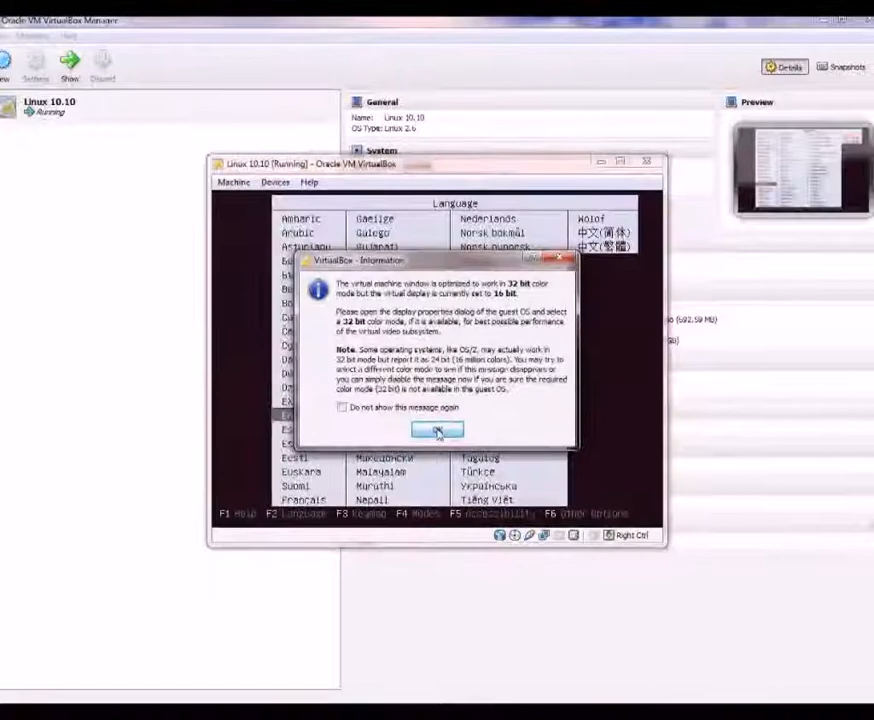 Oracle VM VirtualBox Manager
Help
Settings
Show
Discard
Details
Snapshots
Linux 10.10
Running
General
Name: Linux 10.10
OS Type: Linux 2.6
System
Preview
Linux 10.10 [Running] - Oracle VM VirtualBox
Machine Devices Help
Language
Amharic Gaeilge Nederlands Wolof
Arabic Galego Norsk bokmål 中文(简体)
Asturianu Gujarati Norsk nynorsk 中文(繁體)
VirtualBox - Information
The virtual machine window is optimized to work in 32 bit color
mode but the virtual display is currently set to 16 bit.
Please open the display properties dialog of the guest OS and select
a 32 bit color mode, if it is available, for best possible performance
of the virtual video subsystem.
Note. Some operating systems, like OS/2, may actually work in
32 bit mode but report it as 24 bit (16 million colors). You may try to
select a different color mode to see if this message disappears or
you can simply disable the message now if you are sure the required
color mode (32 bit) is not available in the guest OS.
Do not show this message again
OK
Eesti Македонски Tagalog
Euskara Malayalam Türkçe
Suomi Marathi Українська
Français Nepali Tiếng Việt
F1 Help F2 Language F3 Keymap F4 Modes F5 Accessibility F6 Other Options
Right Ctrl
(692.59 MB)